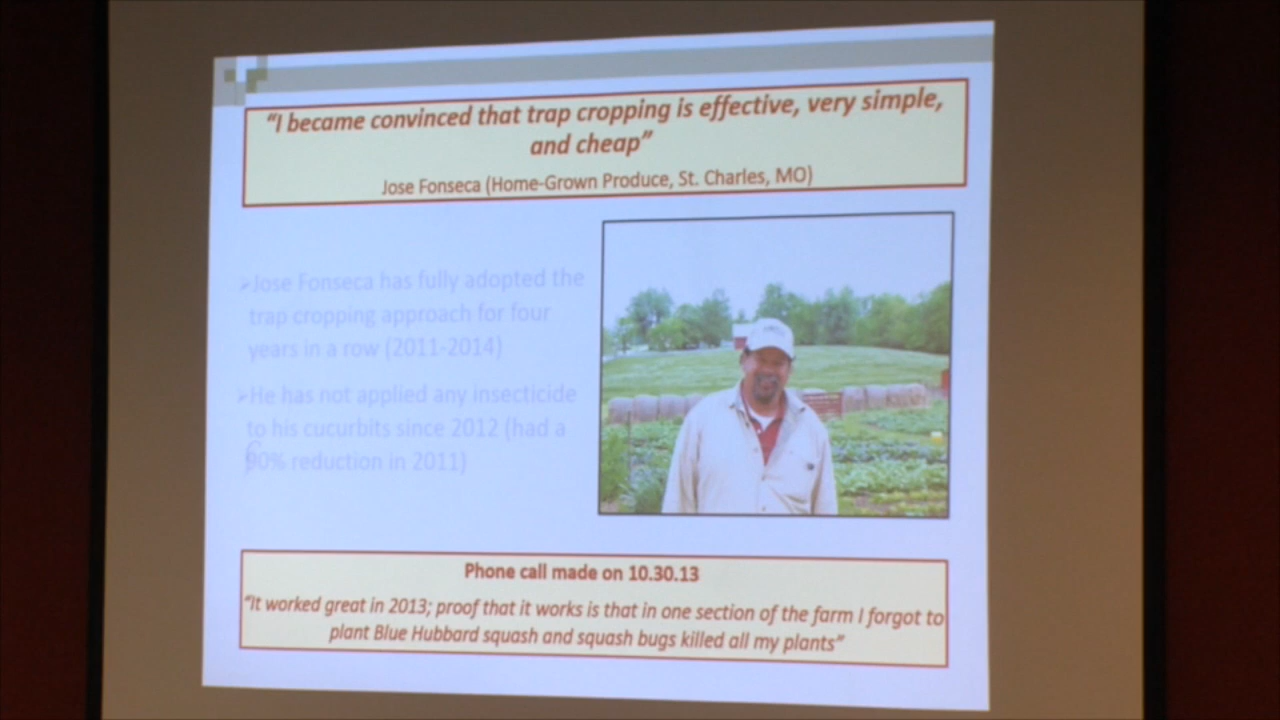 “I became convinced that trap cropping is effective, very simple,
and cheap”
Jose Fonseca (Home-Grown Produce, St. Charles, MO)
➢Jose Fonseca has fully adopted the
trap cropping approach for four
years in a row (2011-2014)
➢He has not applied any insecticide
to his cucurbits since 2012 (had a
90% reduction in 2011)
Phone call made on 10.30.13
“It worked great in 2013; proof that it works is that in one section of the farm I forgot to
plant Blue Hubbard squash and squash bugs killed all my plants”